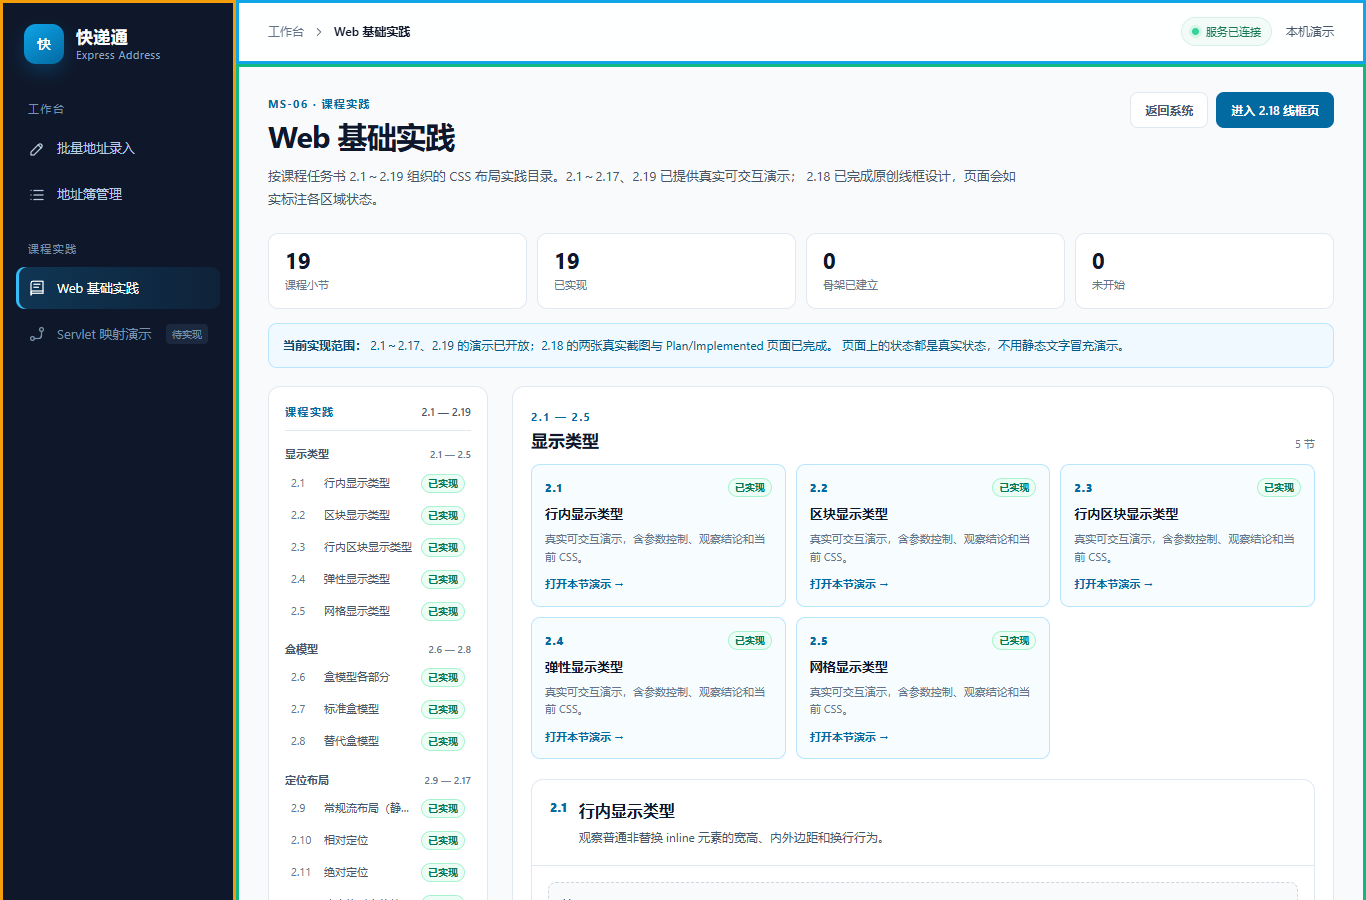 快
快递通
Express Address
工作台
批量地址录入
地址簿管理
课程实践
Web 基础实践
Servlet 映射演示 待实现
工作台 > Web 基础实践
服务已连接 本机演示
MS-06 · 课程实践
Web 基础实践
返回系统 进入 2.18 线框页
按课程任务书 2.1～2.19 组织的 CSS 布局实践目录。2.1～2.17、2.19 已提供真实可交互演示； 2.18 已完成原创线框设计，页面会如
实标注各区域状态。
19
课程小节
19
已实现
0
骨架已建立
0
未开始
当前实现范围： 2.1～2.17、2.19 的演示已开放；2.18 的两张真实截图与 Plan/Implemented 页面已完成。 页面上的状态都是真实状态，不用静态文字冒充演示。
课程实践 2.1 — 2.19
显示类型 2.1 — 2.5
2.1 行内显示类型 已实现
2.2 区块显示类型 已实现
2.3 行内区块显示类型 已实现
2.4 弹性显示类型 已实现
2.5 网格显示类型 已实现
盒模型 2.6 — 2.8
2.6 盒模型各部分 已实现
2.7 标准盒模型 已实现
2.8 替代盒模型 已实现
定位布局 2.9 — 2.17
2.9 常规流布局（静... 已实现
2.10 相对定位 已实现
2.11 绝对定位 已实现
2.1 — 2.5
显示类型
5 节
2.1 已实现
行内显示类型
真实可交互演示，含参数控制、观察结论和当
前 CSS。
打开本节演示 →
2.2 已实现
区块显示类型
真实可交互演示，含参数控制、观察结论和当
前 CSS。
打开本节演示 →
2.3 已实现
行内区块显示类型
真实可交互演示，含参数控制、观察结论和当
前 CSS。
打开本节演示 →
2.4 已实现
弹性显示类型
真实可交互演示，含参数控制、观察结论和当
前 CSS。
打开本节演示 →
2.5 已实现
网格显示类型
真实可交互演示，含参数控制、观察结论和当
前 CSS。
打开本节演示 →
2.1 行内显示类型
观察普通非替换 inline 元素的宽高、内外边距和换行行为。